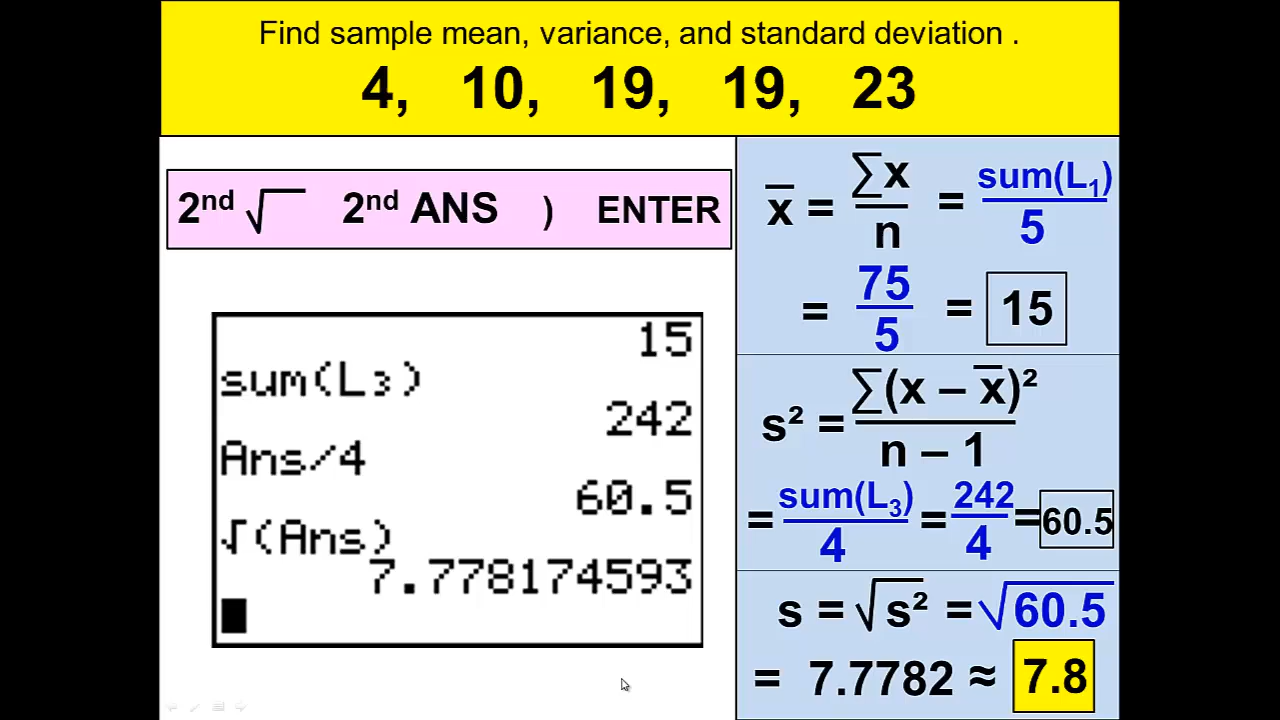 Find sample mean, variance, and standard deviation .
4, 10, 19, 19, 23
2nd √ 2nd ANS ) ENTER
15
sum(L₃)
242
Ans/4
60.5
√(Ans)
7.778174593
x̅ = ∑x / n = sum(L₁) / 5
= 75 / 5 = 15
s² = ∑(x – x̅)² / n – 1
= sum(L₃) / 4 = 242 / 4 = 60.5
s = √s² = √60.5
= 7.7782 ≈ 7.8